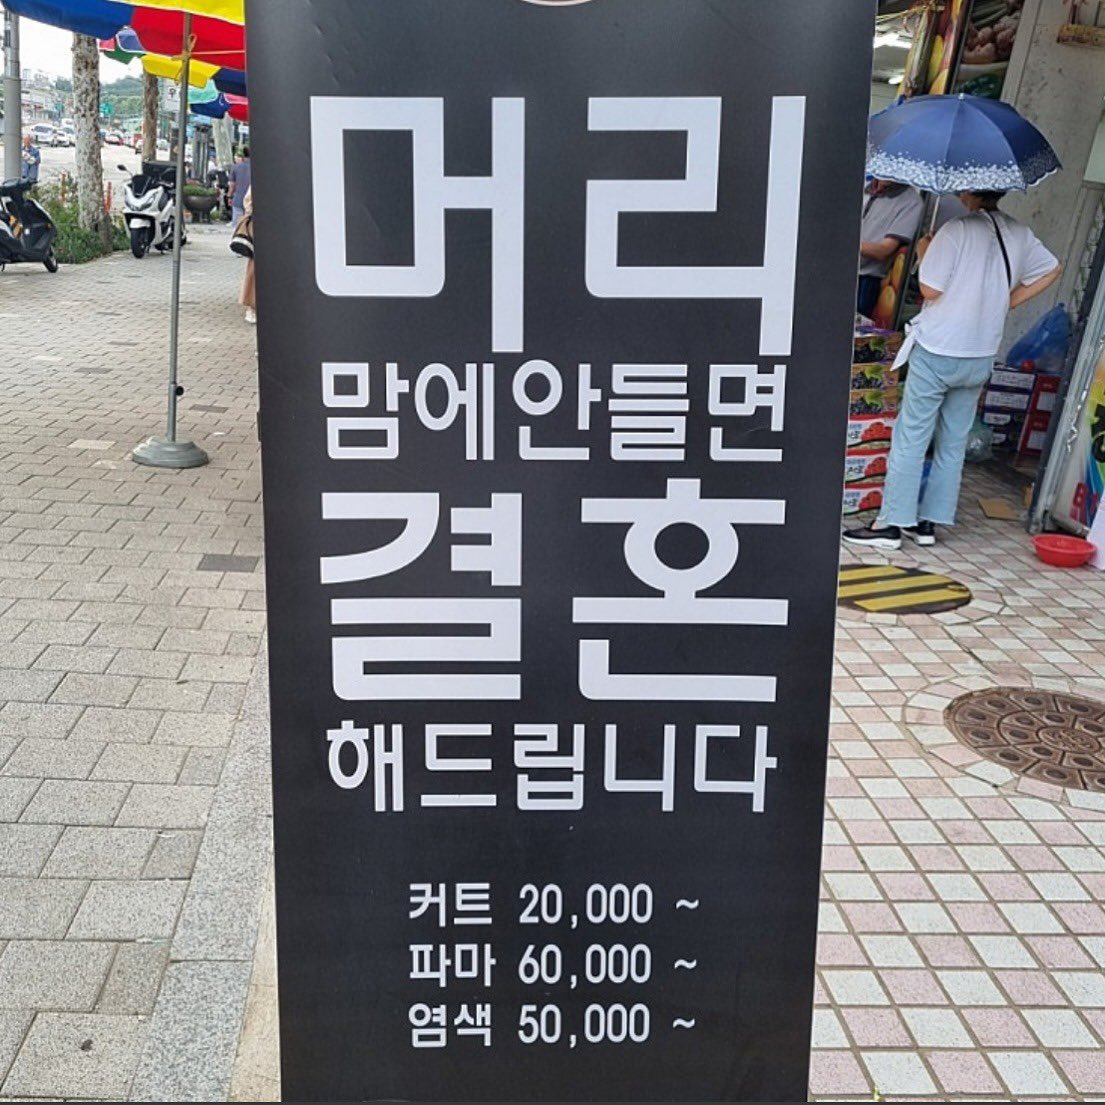 머리
맘에안들면
결혼
해드립니다
커트 20,000 ~
파마 60,000 ~
염색 50,000 ~